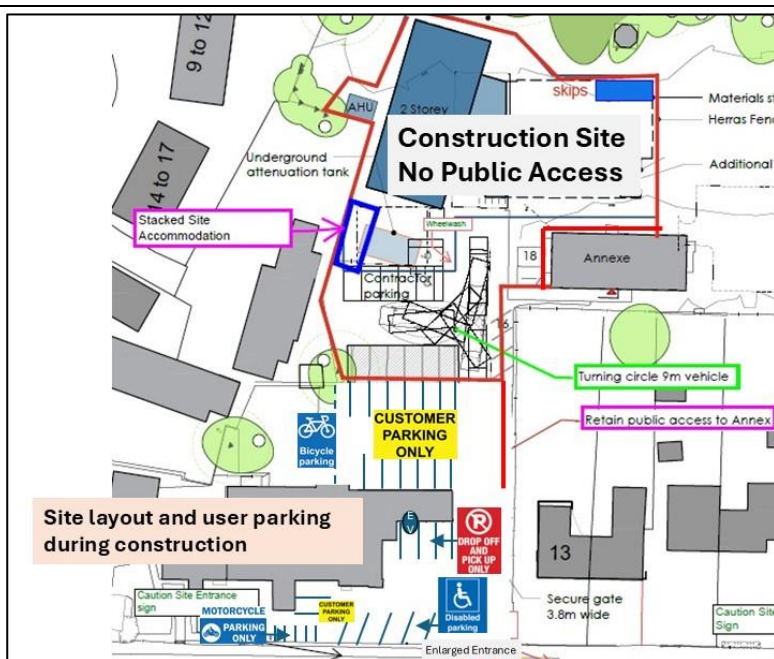 9 to 12
AHU
2 Storey
skips
Materials st
Herras Fenc
Construction Site
No Public Access
Underground
attenuation tank
Additional
14 to 17
Stacked Site
Accommodation
Wheelwash
18
Annexe
Contractor
parking
16
Turning circle 9m vehicle
Retain public access to Annex
Bicycle
parking
CUSTOMER
PARKING
ONLY
Site layout and user parking
during construction
EV
DROP OFF
AND
PICK UP
ONLY
13
Caution Site Entrance
sign
MOTORCYCLE
PARKING
ONLY
CUSTOMER
PARKING
ONLY
Disabled
parking
Secure gate
3.8m wide
Caution Site
Sign
Enlarged Entrance